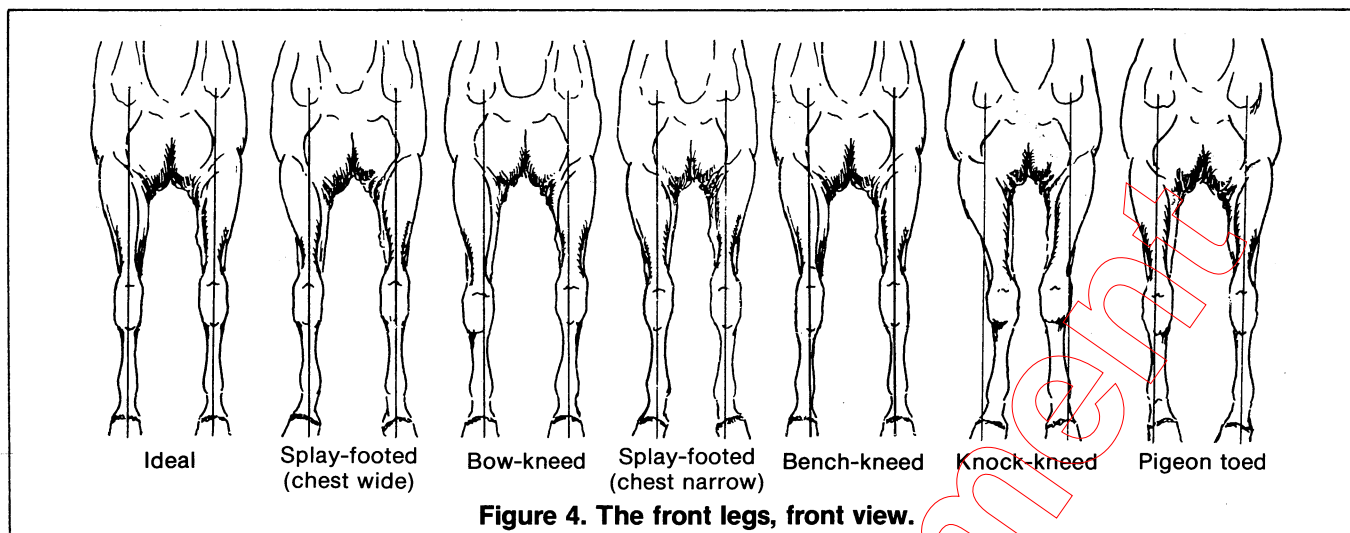 Ideal
Splay-footed
(chest wide)
Bow-kneed
Splay-footed
(chest narrow)
Bench-kneed
Knock-kneed
Pigeon toed
Figure 4. The front legs, front view.
ment